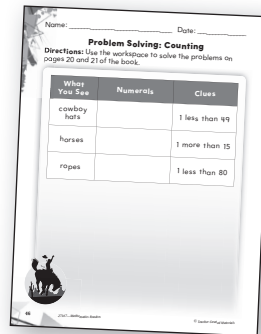 Name: Date:
Problem Solving: Counting
Directions: Use the workspace to solve the problems on
pages 20 and 21 of the book.
What You See Numerals Clues
cowboy hats 1 less than 49
horses 1 more than 15
ropes 1 less than 80